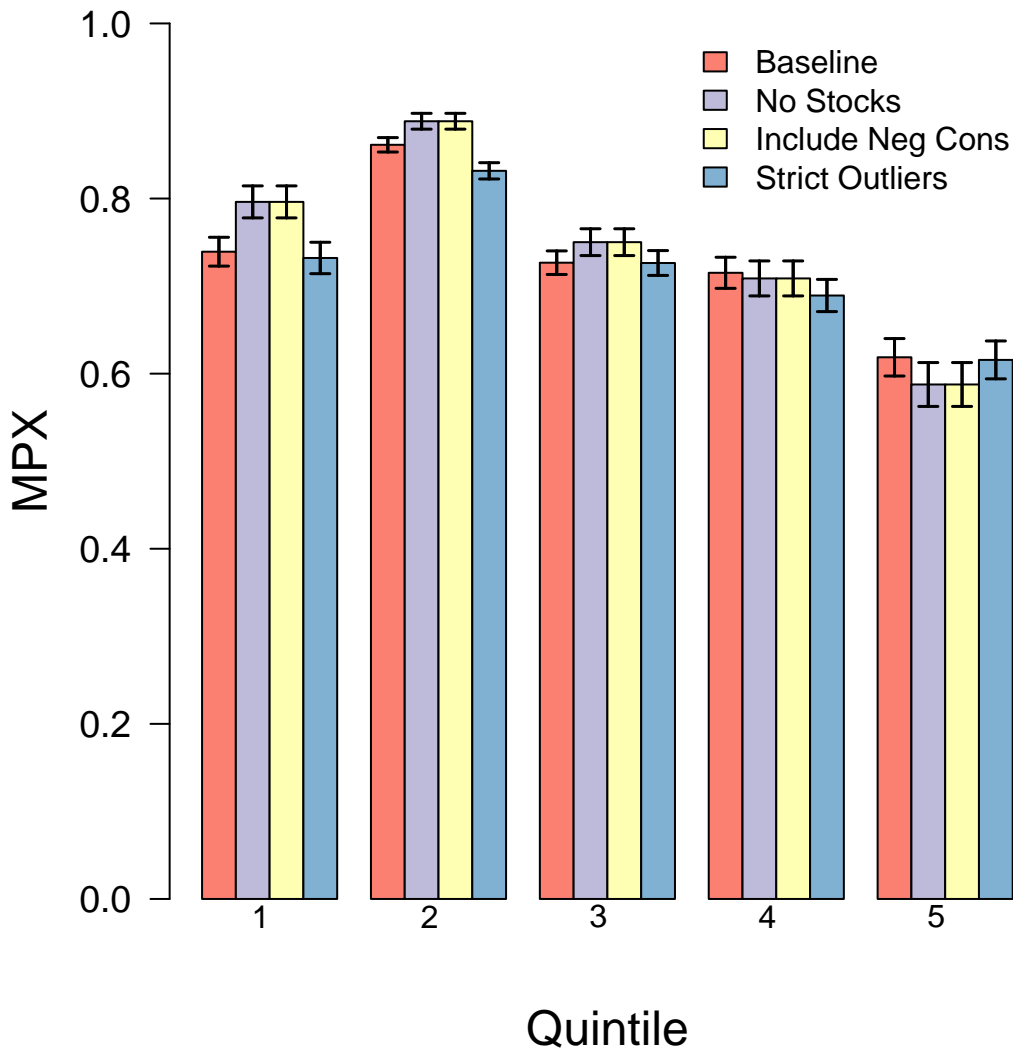 1.0
0.8
0.6
0.4
0.2
0.0
MPX
Baseline
No Stocks
Include Neg Cons
Strict Outliers
1 2 3 4 5
Quintile